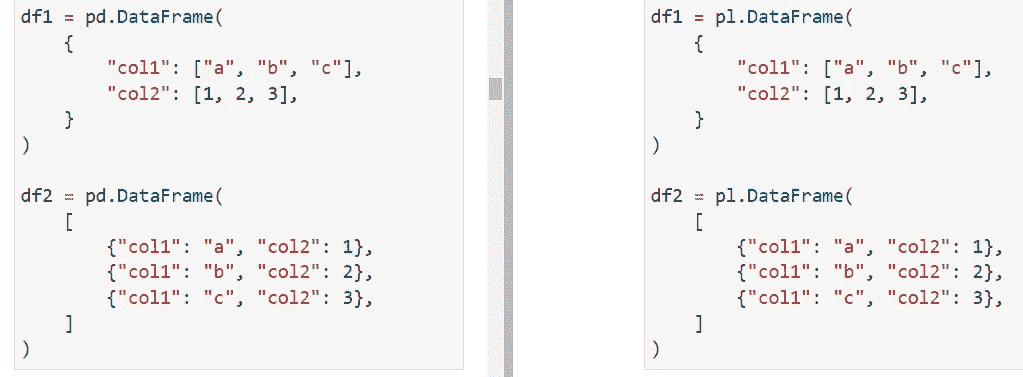 df1 = pd.DataFrame(
    {
        "col1": ["a", "b", "c"],
        "col2": [1, 2, 3],
    }
)

df2 = pd.DataFrame(
    [
        {"col1": "a", "col2": 1},
        {"col1": "b", "col2": 2},
        {"col1": "c", "col2": 3},
    ]
)

df1 = pl.DataFrame(
    {
        "col1": ["a", "b", "c"],
        "col2": [1, 2, 3],
    }
)

df2 = pl.DataFrame(
    [
        {"col1": "a", "col2": 1},
        {"col1": "b", "col2": 2},
        {"col1": "c", "col2": 3},
    ]
)